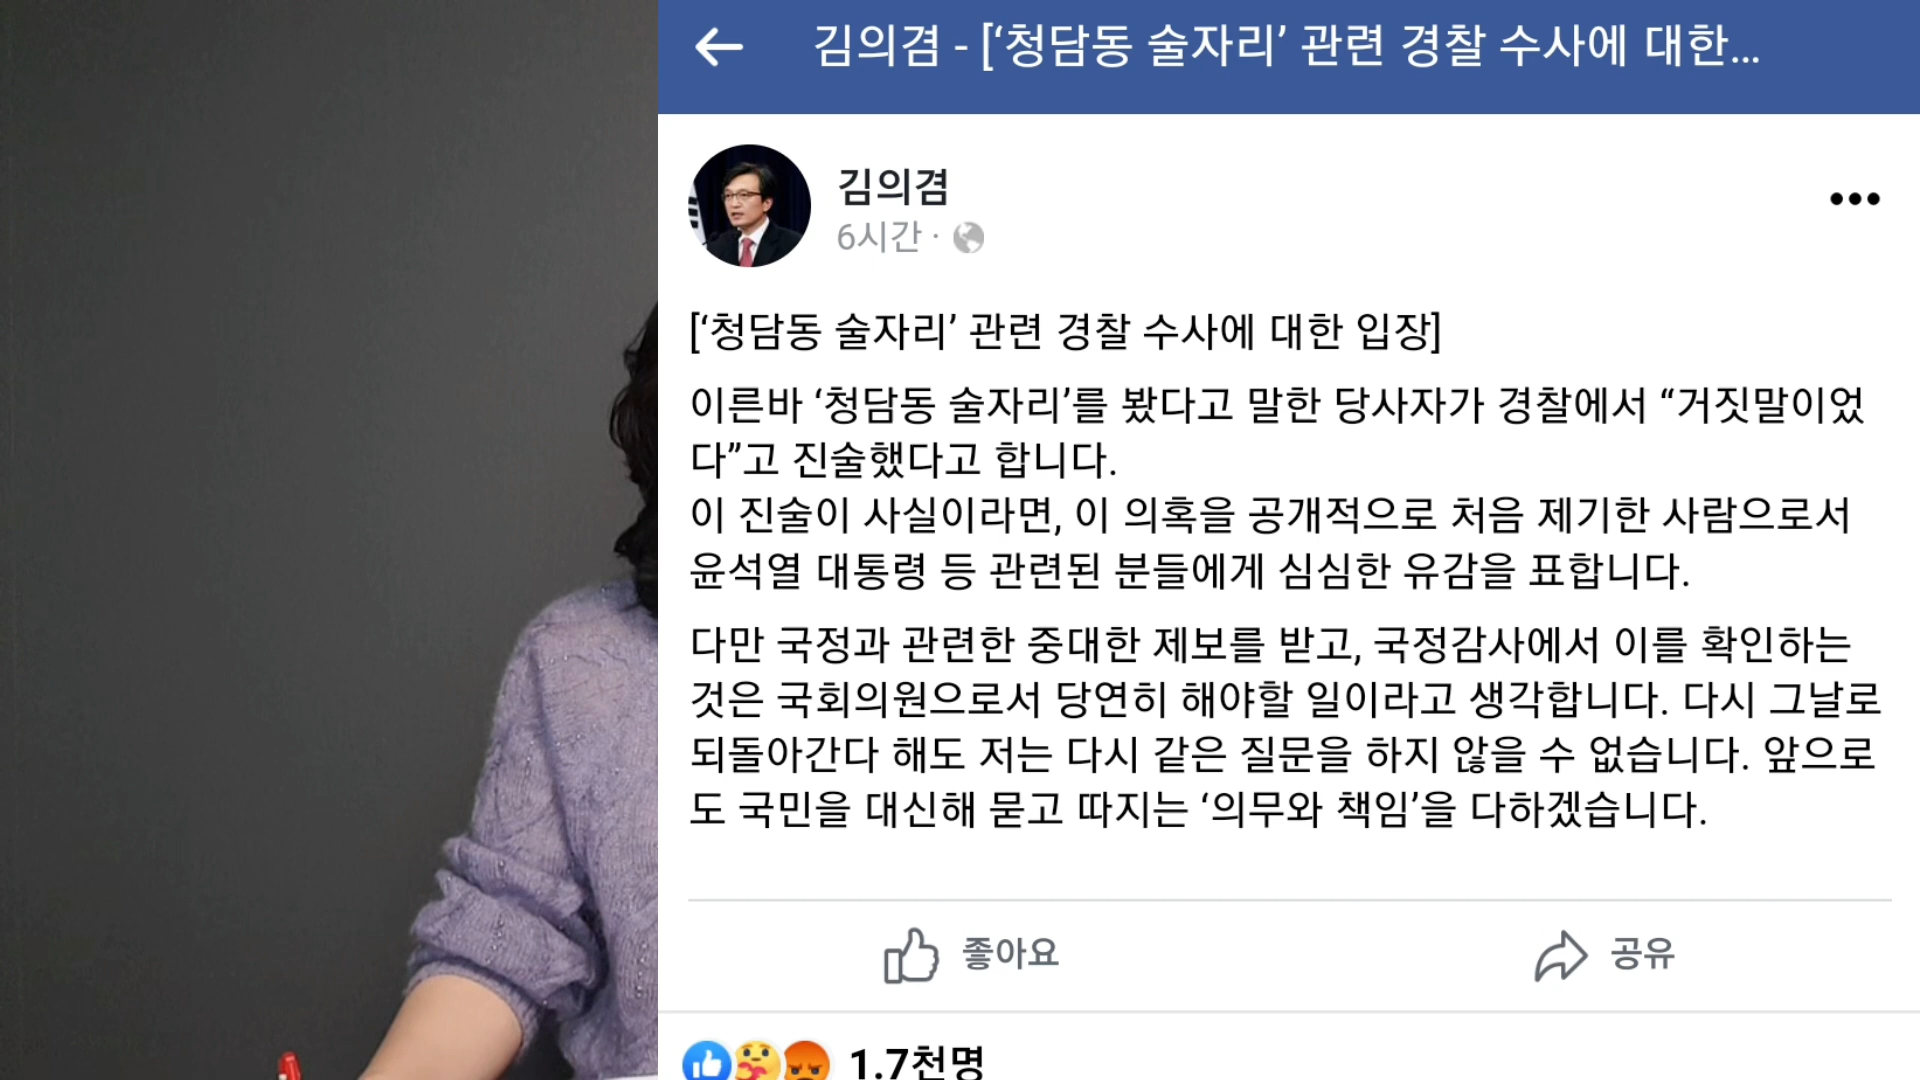 김의겸 - [‘청담동 술자리’ 관련 경찰 수사에 대한...
김의겸
6시간 ·
[‘청담동 술자리’ 관련 경찰 수사에 대한 입장]
이른바 ‘청담동 술자리’를 봤다고 말한 당사자가 경찰에서 “거짓말이었
다”고 진술했다고 합니다.
이 진술이 사실이라면, 이 의혹을 공개적으로 처음 제기한 사람으로서
윤석열 대통령 등 관련된 분들에게 심심한 유감을 표합니다.
다만 국정과 관련한 중대한 제보를 받고, 국정감사에서 이를 확인하는
것은 국회의원으로서 당연히 해야할 일이라고 생각합니다. 다시 그날로
되돌아간다 해도 저는 다시 같은 질문을 하지 않을 수 없습니다. 앞으로
도 국민을 대신해 묻고 따지는 ‘의무와 책임’을 다하겠습니다.
좋아요
공유
1.7천명